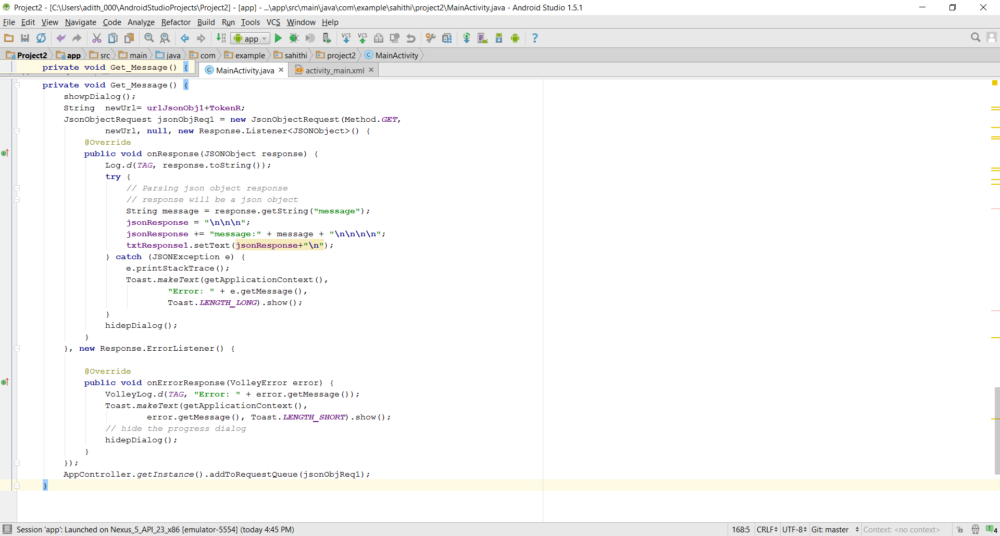 Project2 - [C:\Users\adith_000\AndroidStudioProjects\Project2] - [app] - ...\app\src\main\java\com\example\sahithi\project2\MainActivity.java - Android Studio 1.5.1
File Edit View Navigate Code Analyze Refactor Build Run Tools VCS Window Help
app VCS VCS ?
Project2 app src main java com example sahithi project2 MainActivity
private void Get_Message() {
MainActivity.java activity_main.xml
private void Get_Message() {
showpDialog();
String  newUrl= urlJsonObj1+TokenR;
JsonObjectRequest jsonObjReq1 = new JsonObjectRequest(Method.GET,
newUrl, null, new Response.Listener<JSONObject>() {
@Override
public void onResponse(JSONObject response) {
Log.d(TAG, response.toString());
try {
// Parsing json object response
// response will be a json object
String message = response.getString("message");
jsonResponse = "\n\n\n";
jsonResponse += "message:" + message + "\n\n\n\n";
txtResponse1.setText(jsonResponse+"\n");
} catch (JSONException e) {
e.printStackTrace();
Toast.makeText(getApplicationContext(),
"Error: " + e.getMessage(),
Toast.LENGTH_LONG).show();
}
hidepDialog();
}
}, new Response.ErrorListener() {
@Override
public void onErrorResponse(VolleyError error) {
VolleyLog.d(TAG, "Error: " + error.getMessage());
Toast.makeText(getApplicationContext(),
error.getMessage(), Toast.LENGTH_SHORT).show();
// hide the progress dialog
hidepDialog();
}
});
AppController.getInstance().addToRequestQueue(jsonObjReq1);
}
Session 'app': Launched on Nexus_5_API_23_x86 [emulator-5554] (today 4:45 PM) 168:5 CRLF UTF-8 Git: master Context: <no context> 4